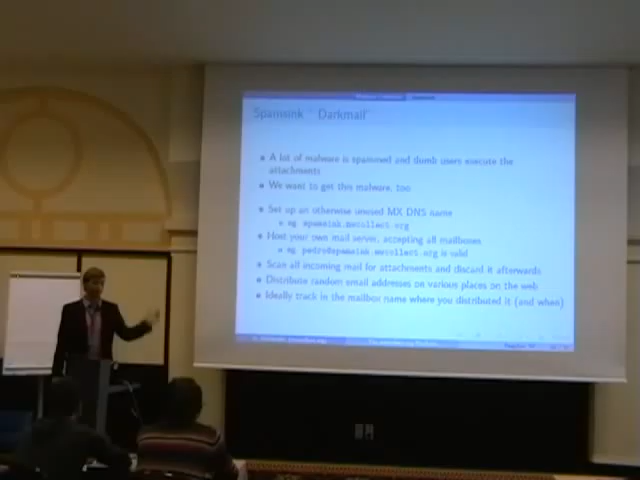 Spamsink "Darkmail"
A lot of malware is spammed and dumb users execute the
attachments
We want to get this malware, too.
Set up an otherwise unused MX DNS name
eg. spamsink.mwcollect.org
Host your own mail server, accepting all mailboxes
eg. pedro@spamsink.mwcollect.org is valid
Scan all incoming mail for attachments and discard it afterwards
Distribute random email addresses on various places on the web
Ideally track in the mailbox name where you distributed it (and when)